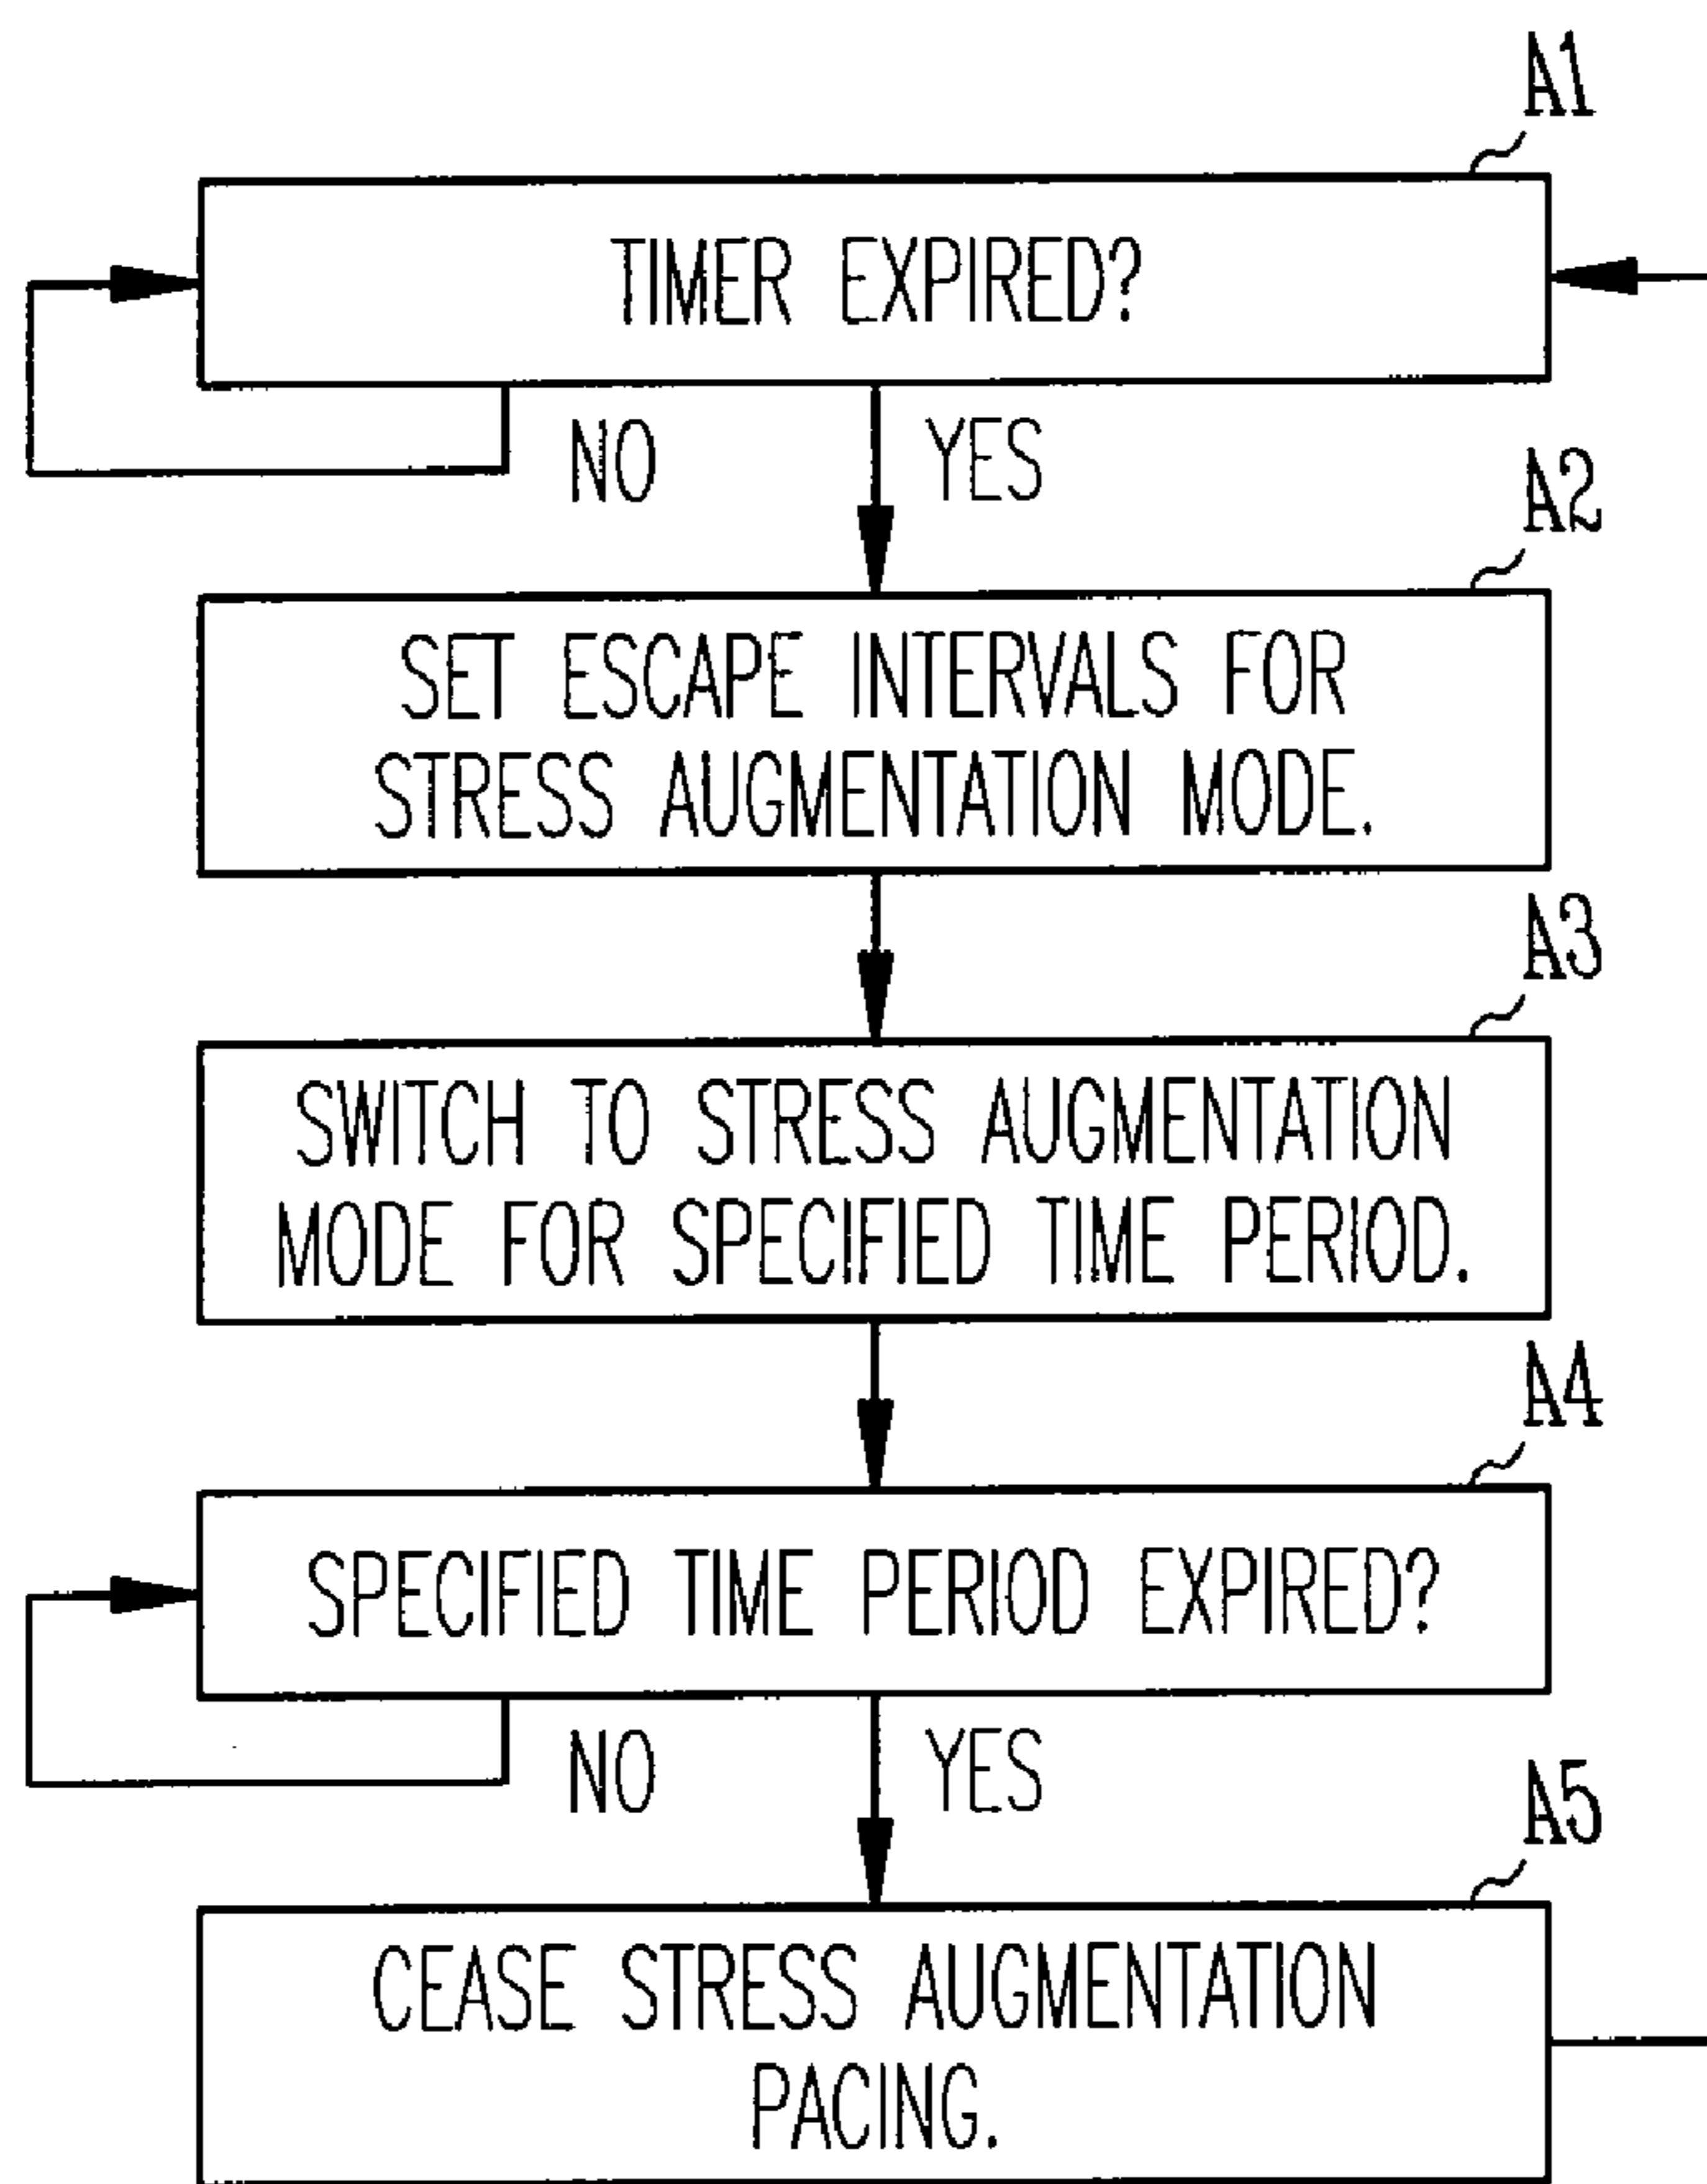 A1
TIMER EXPIRED?
NO
YES
A2
SET ESCAPE INTERVALS FOR
STRESS AUGMENTATION MODE.
A3
SWITCH TO STRESS AUGMENTATION
MODE FOR SPECIFIED TIME PERIOD.
A4
SPECIFIED TIME PERIOD EXPIRED?
NO
YES
A5
CEASE STRESS AUGMENTATION
PACING.